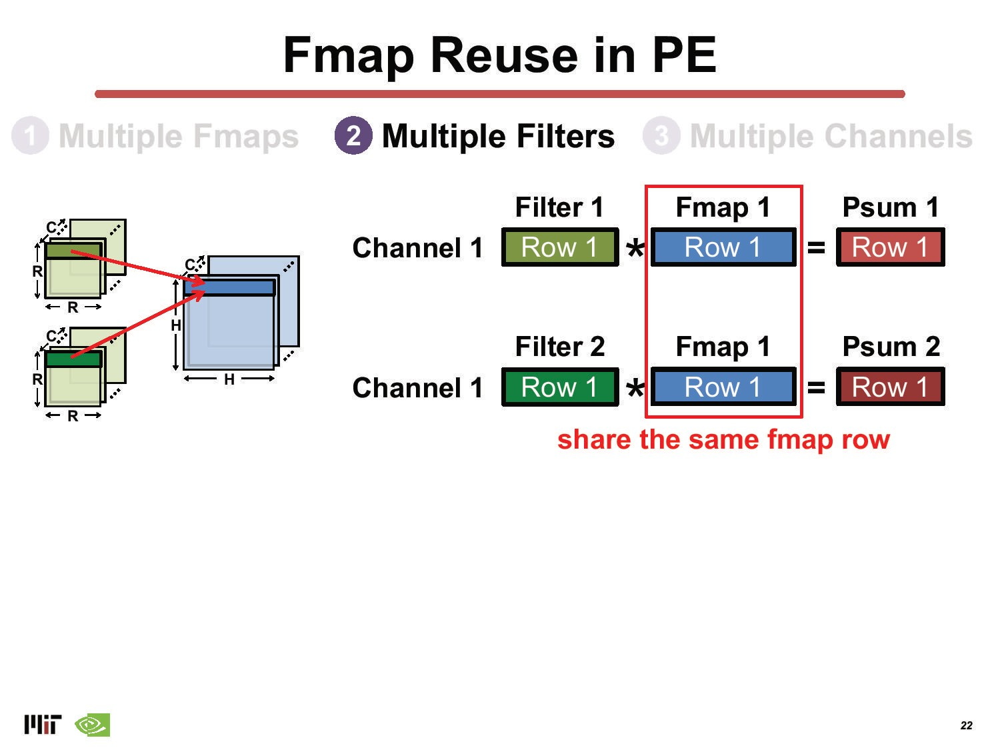 Fmap Reuse in PE
1 Multiple Fmaps 2 Multiple Filters 3 Multiple Channels
Filter 1 Fmap 1 Psum 1
Channel 1 Row 1 * Row 1 = Row 1
Filter 2 Fmap 1 Psum 2
Channel 1 Row 1 * Row 1 = Row 1
share the same fmap row
C
R
R
C
R
R
C
H
H
MIT
22